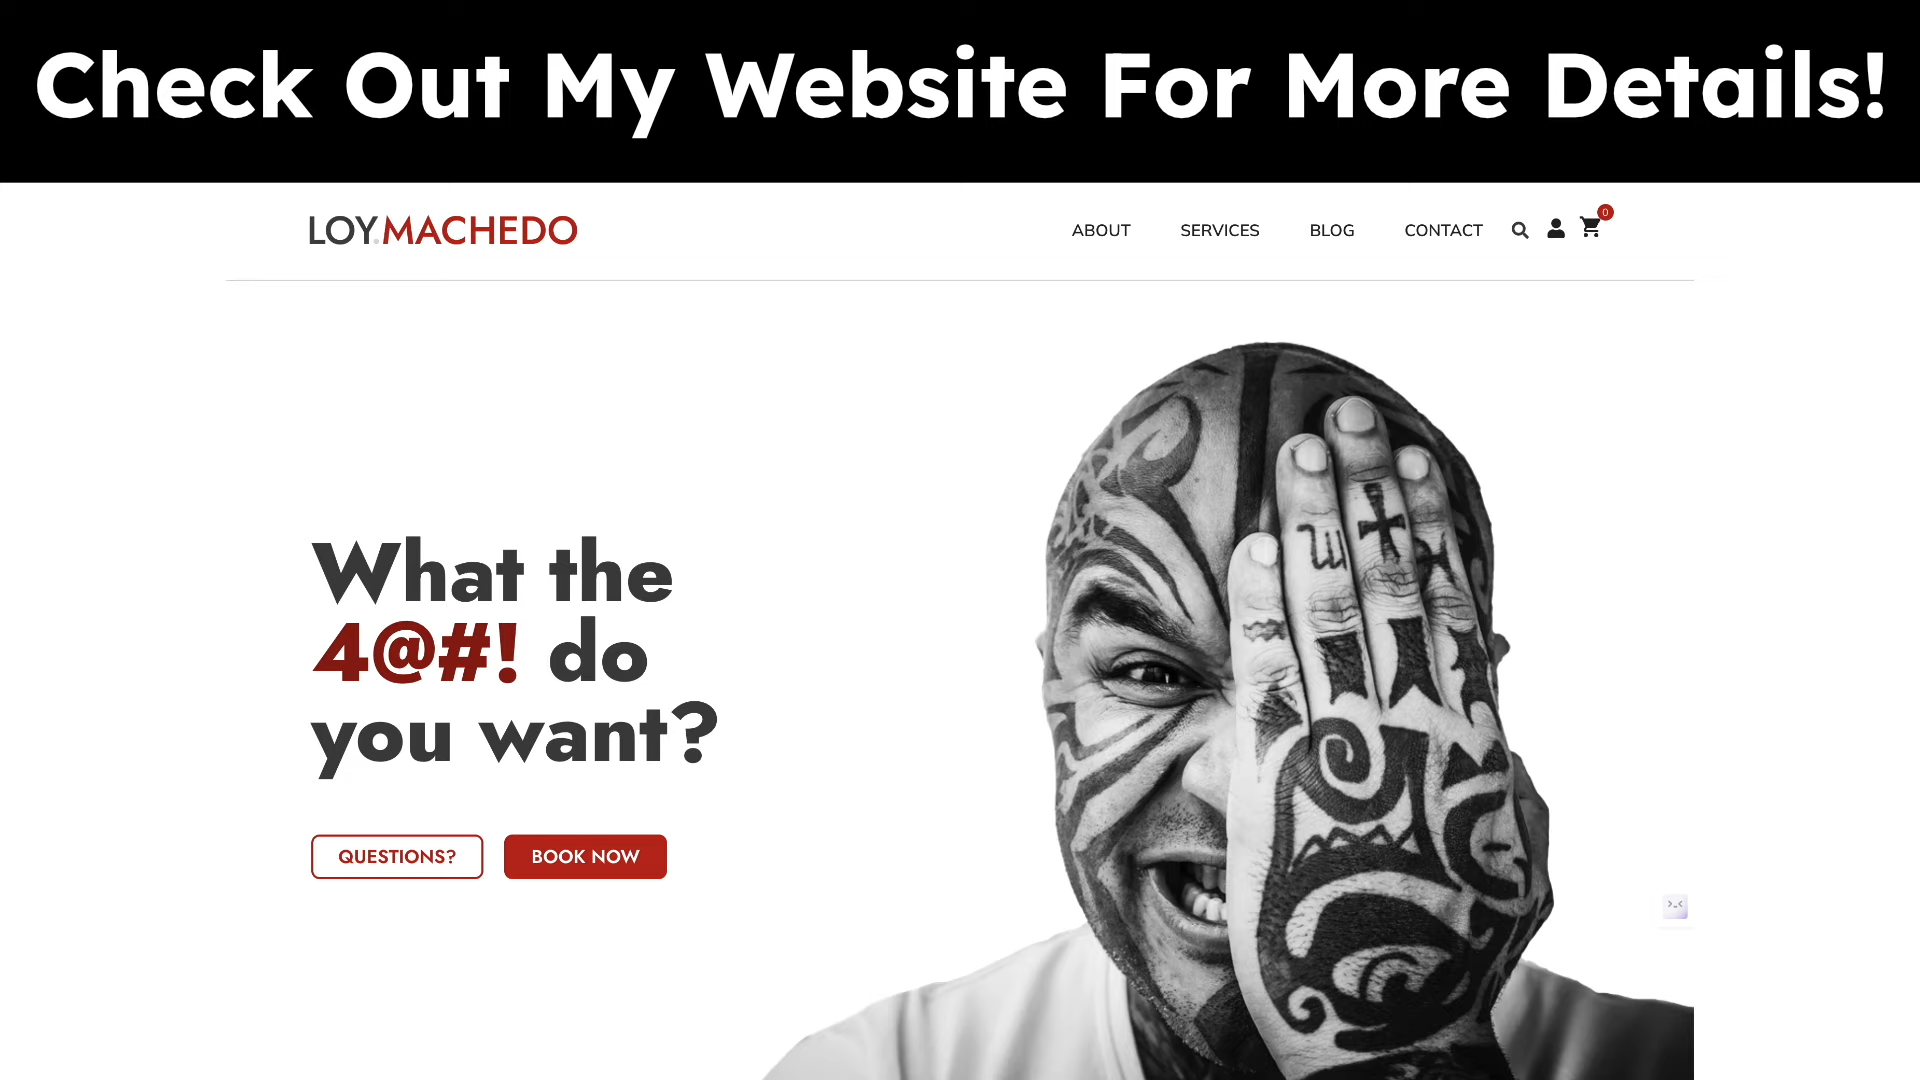 Check Out My Website For More Details!
LOY.MACHEDO
ABOUT SERVICES BLOG CONTACT 0
What the
4@#! do
you want?
QUESTIONS? BOOK NOW